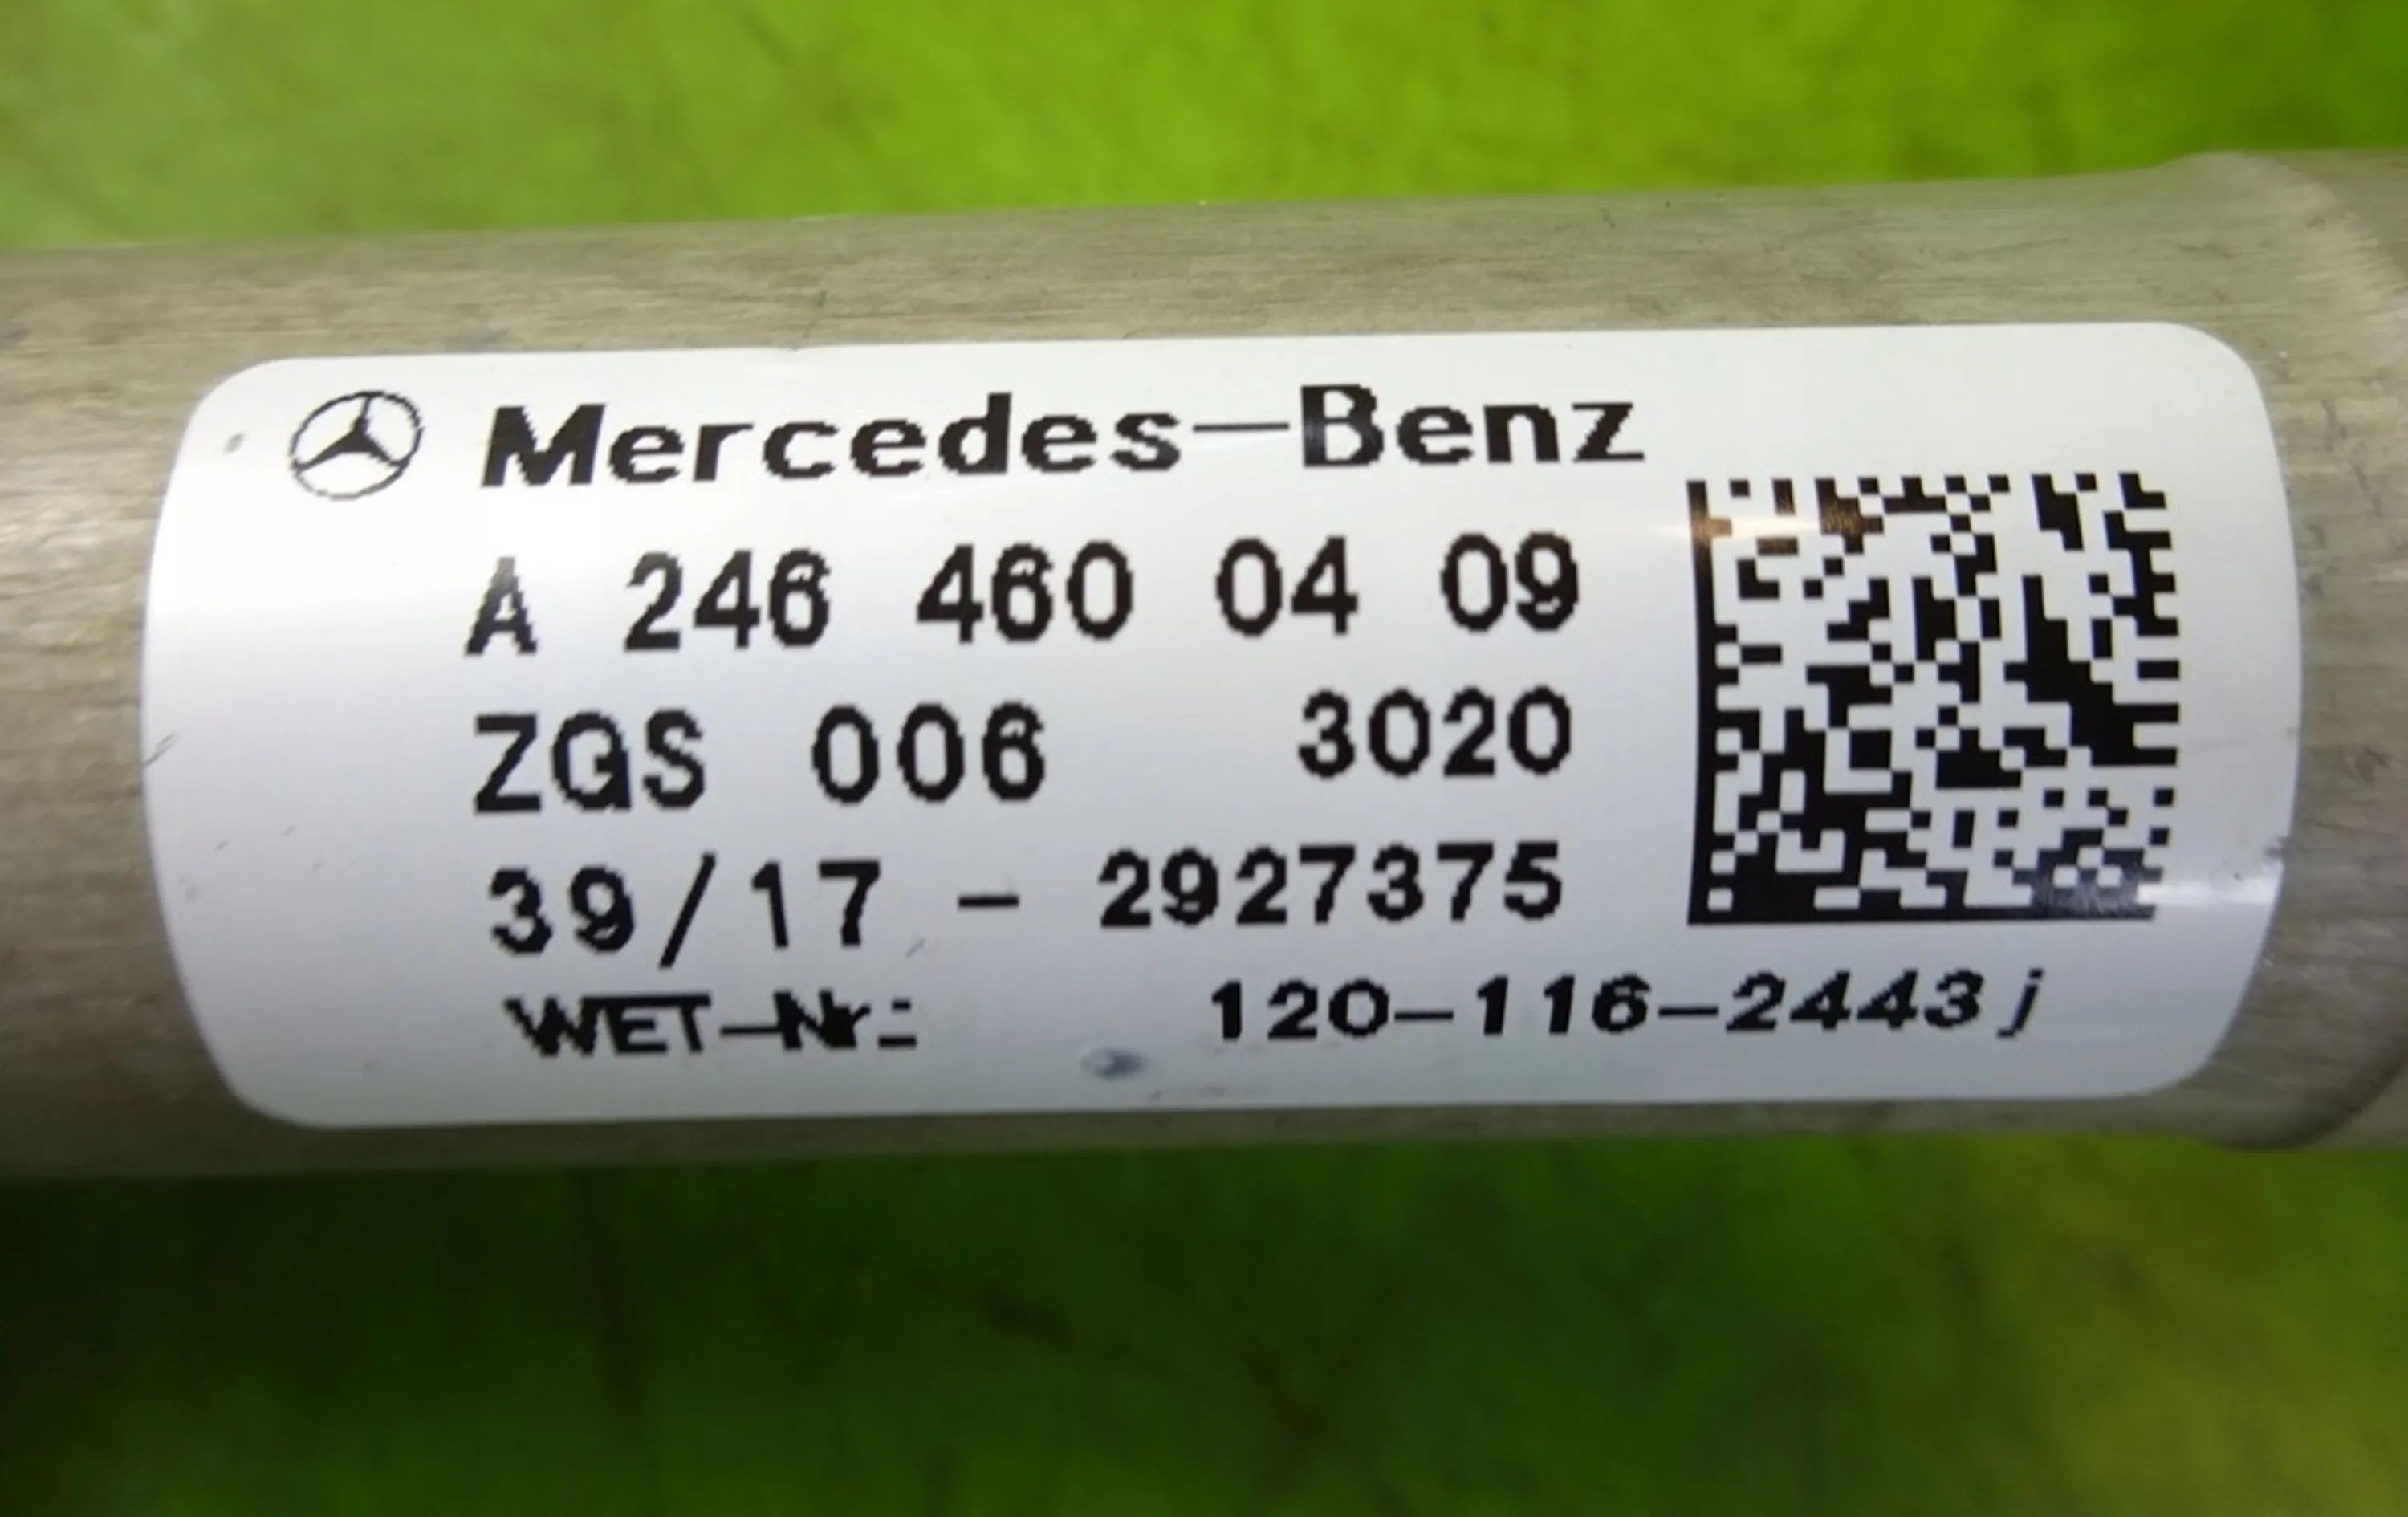 Mercedes-Benz
A 246 460 04 09
ZGS 006 3020
39/17 - 2927375
WET-Nr: 120-116-2443j